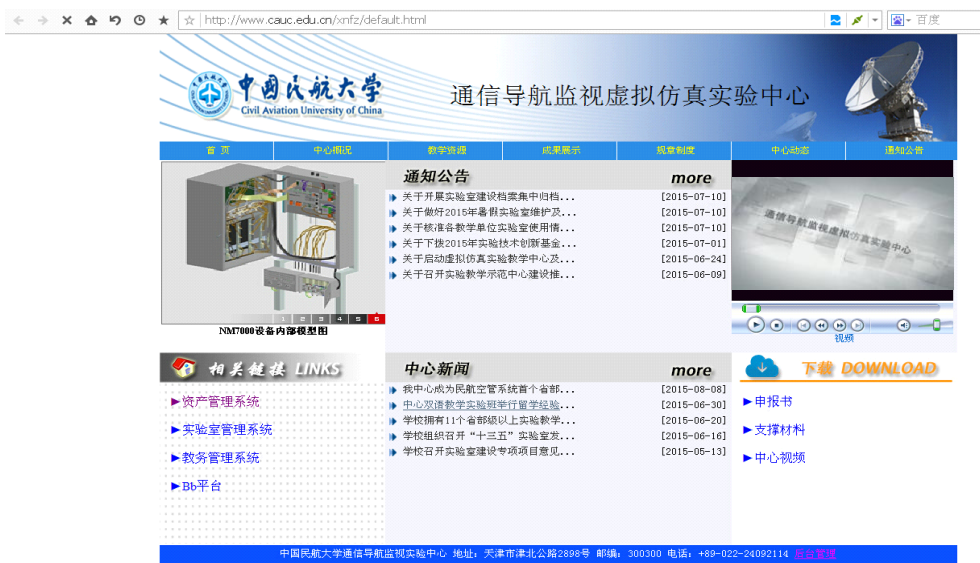 http://www.cauc.edu.cn/xnfz/default.html
百度
中国民航大学
Civil Aviation University of China
通信导航监视虚拟仿真实验中心
首 页 中心概况 教学资源 成果展示 规章制度 中心动态 通知公告
1 2 3 4 5 6
NM7000设备内部模型图
通知公告 more
关于开展实验室建设档案集中归档... [2015-07-10]
关于做好2015年暑假实验室维护及... [2015-07-10]
关于核准各教学单位实验室使用情... [2015-07-10]
关于下拨2015年实验技术创新基金... [2015-07-01]
关于启动虚拟仿真实验教学中心及... [2015-06-24]
关于召开实验教学示范中心建设推... [2015-06-09]
通信导航监视虚拟仿真实验中心
视频
相关链接 LINKS
▶资产管理系统
▶实验室管理系统
▶教务管理系统
▶Bb平台
中心新闻 more
我中心成为民航空管系统首个省部... [2015-08-08]
中心双语教学实验班举行留学经验... [2015-06-30]
学校拥有11个省部级以上实验教学... [2015-06-20]
学校组织召开“十三五”实验室发... [2015-06-16]
学校召开实验室建设专项项目意见... [2015-05-13]
下载 DOWNLOAD
▶申报书
▶支撑材料
▶中心视频
中国民航大学通信导航监视实验中心 地址: 天津市津北公路2898号 邮编: 300300 电话: +89-022-24092114 后台管理